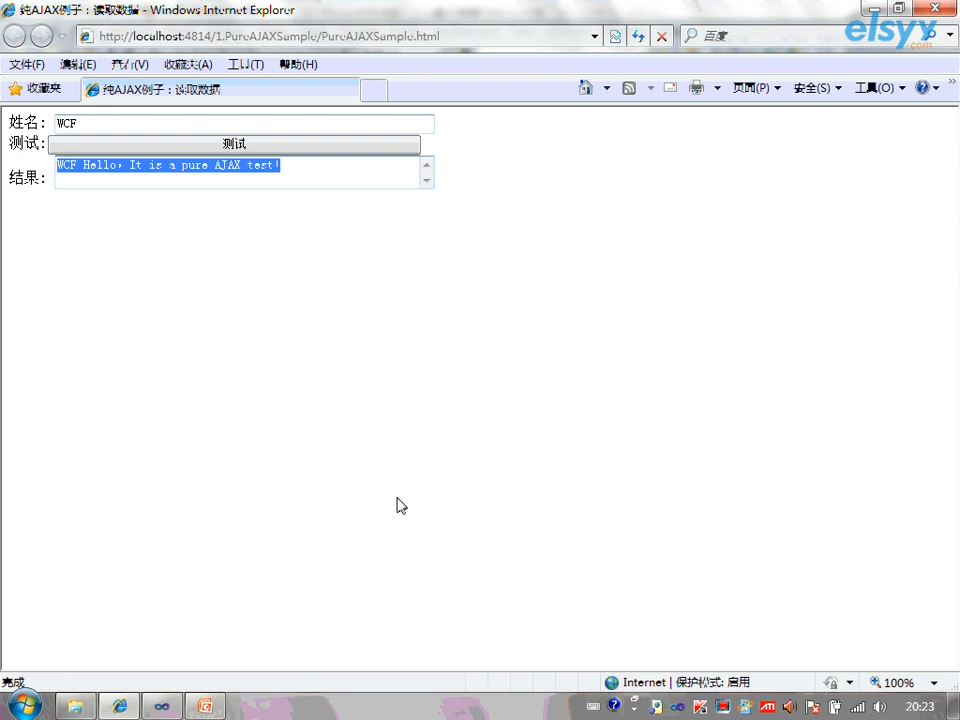 纯AJAX例子：读取数据 - Windows Internet Explorer
http://localhost:4814/1.PureAJAXSample/PureAJAXSample.html
百度
elsyy.com
文件(F) 编辑(E) 查看(V) 收藏夹(A) 工具(T) 帮助(H)
收藏夹 纯AJAX例子：读取数据 页面(P) 安全(S) 工具(O)
姓名: WCF
测试: 测试
WCF Hello, It is a pure AJAX test!
结果:
完成 Internet | 保护模式: 启用 100%
ATI 20:23